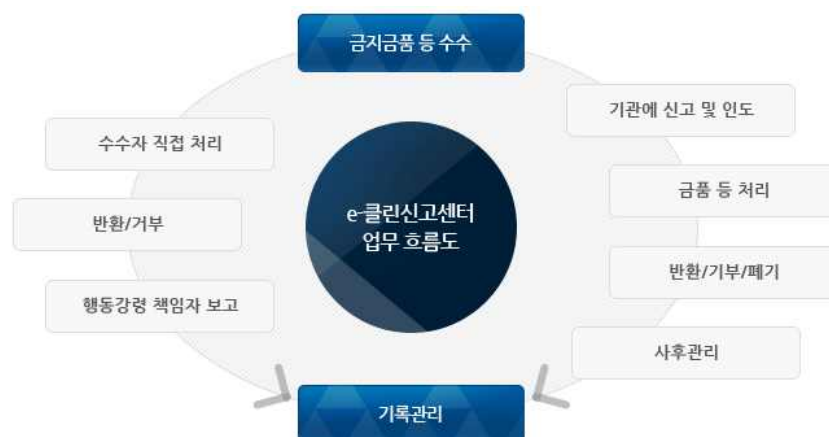 금지금품 등 수수
수수자 직접 처리
반환/거부
행동강령 책임자 보고
e-클린신고센터
업무 흐름도
기관에 신고 및 인도
금품 등 처리
반환/기부/폐기
사후관리
기록관리